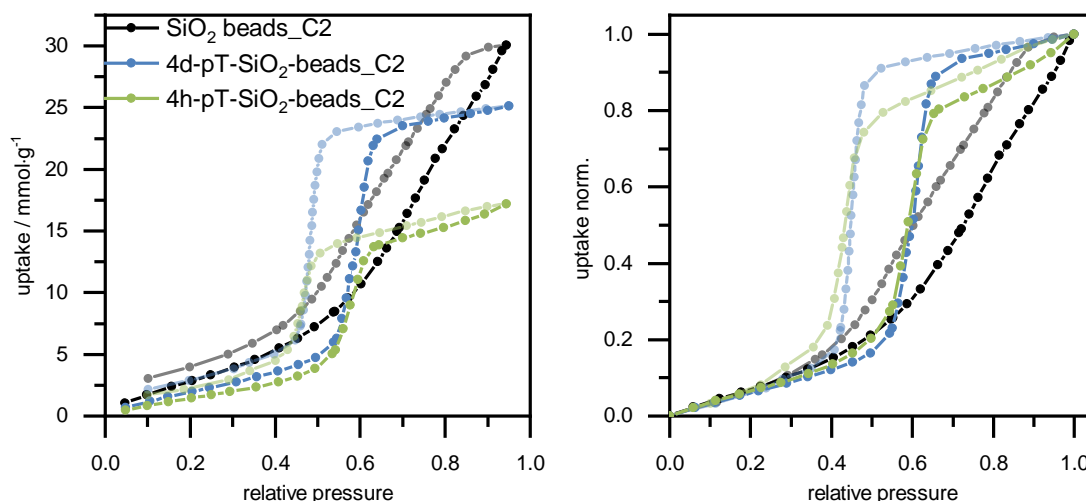 SiO₂ beads_C2
4d-pT-SiO₂-beads_C2
4h-pT-SiO₂-beads_C2
uptake / mmol·g⁻¹
30
25
20
15
10
5
0
0.0 0.2 0.4 0.6 0.8 1.0
relative pressure
uptake norm.
1.0
0.8
0.6
0.4
0.2
0.0
0.0 0.2 0.4 0.6 0.8 1.0
relative pressure